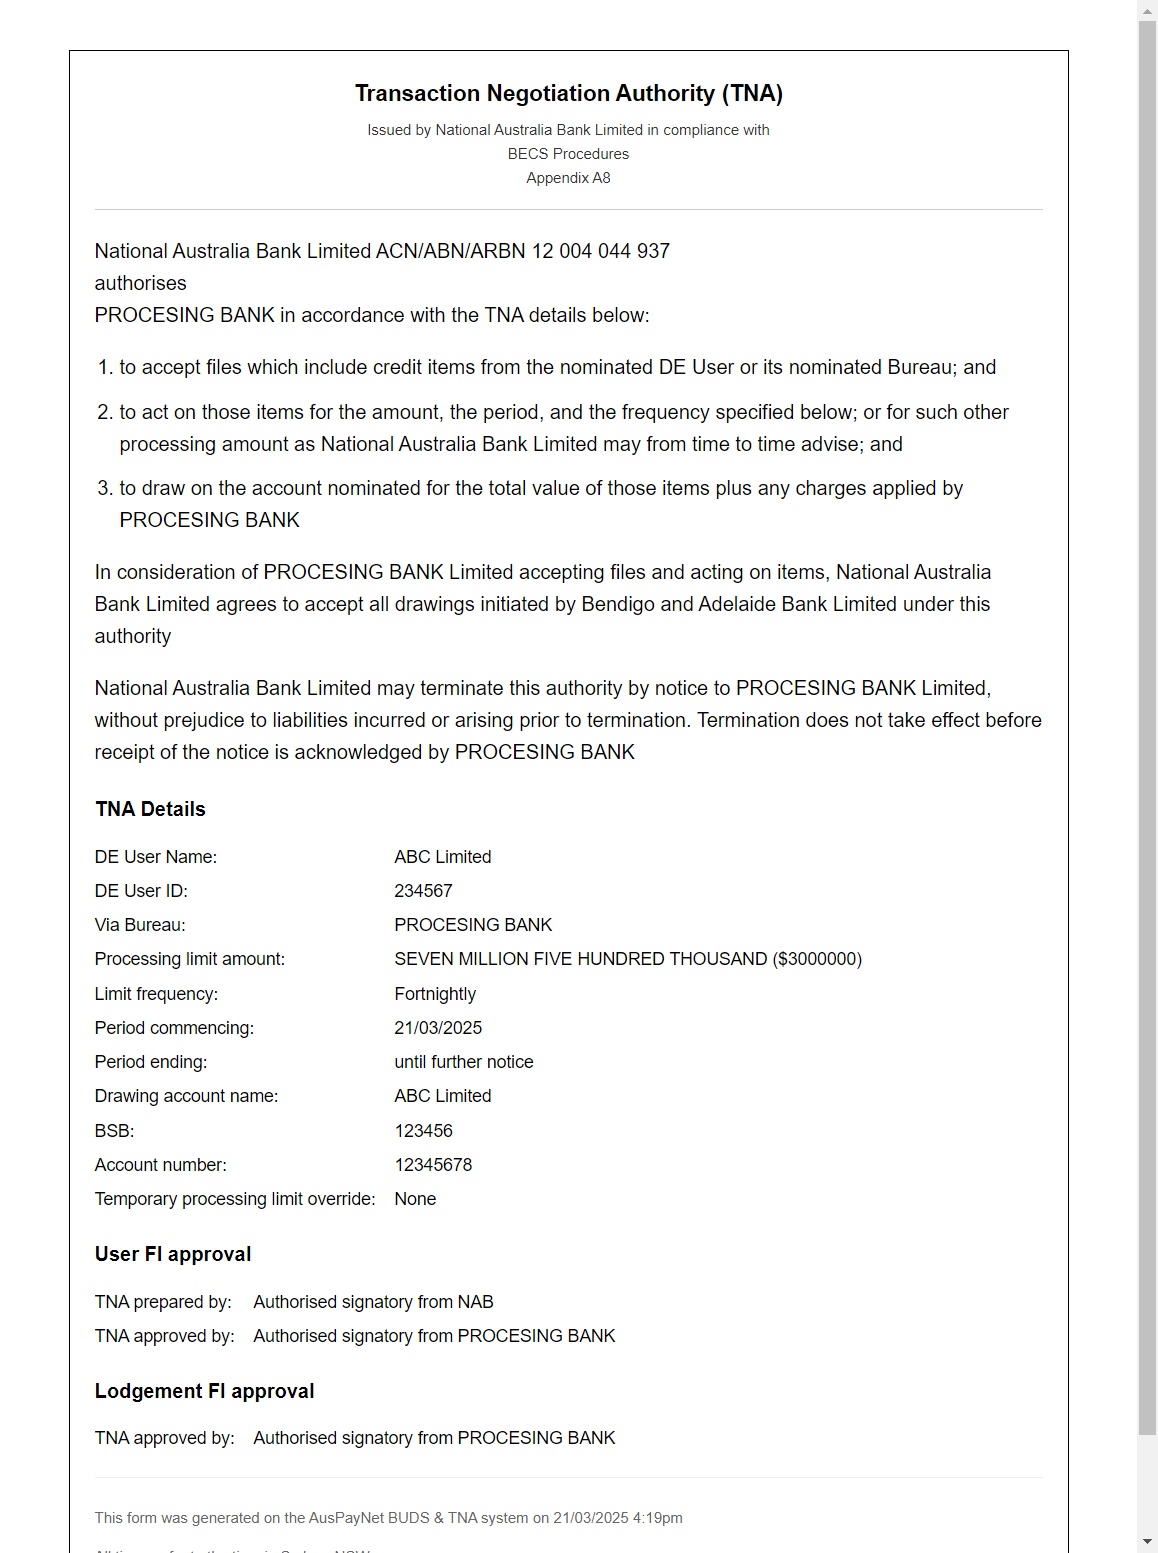 Transaction Negotiation Authority (TNA)
Issued by National Australia Bank Limited in compliance with
BECS Procedures
Appendix A8
National Australia Bank Limited ACN/ABN/ARBN 12 004 044 937
authorises
PROCESING BANK in accordance with the TNA details below:
1. to accept files which include credit items from the nominated DE User or its nominated Bureau; and
2. to act on those items for the amount, the period, and the frequency specified below; or for such other
processing amount as National Australia Bank Limited may from time to time advise; and
3. to draw on the account nominated for the total value of those items plus any charges applied by
PROCESING BANK
In consideration of PROCESING BANK Limited accepting files and acting on items, National Australia
Bank Limited agrees to accept all drawings initiated by Bendigo and Adelaide Bank Limited under this
authority
National Australia Bank Limited may terminate this authority by notice to PROCESING BANK Limited,
without prejudice to liabilities incurred or arising prior to termination. Termination does not take effect before
receipt of the notice is acknowledged by PROCESING BANK
TNA Details
DE User Name: ABC Limited
DE User ID: 234567
Via Bureau: PROCESING BANK
Processing limit amount: SEVEN MILLION FIVE HUNDRED THOUSAND ($3000000)
Limit frequency: Fortnightly
Period commencing: 21/03/2025
Period ending: until further notice
Drawing account name: ABC Limited
BSB: 123456
Account number: 12345678
Temporary processing limit override: None
User FI approval
TNA prepared by: Authorised signatory from NAB
TNA approved by: Authorised signatory from PROCESING BANK
Lodgement FI approval
TNA approved by: Authorised signatory from PROCESING BANK
This form was generated on the AusPayNet BUDS & TNA system on 21/03/2025 4:19pm